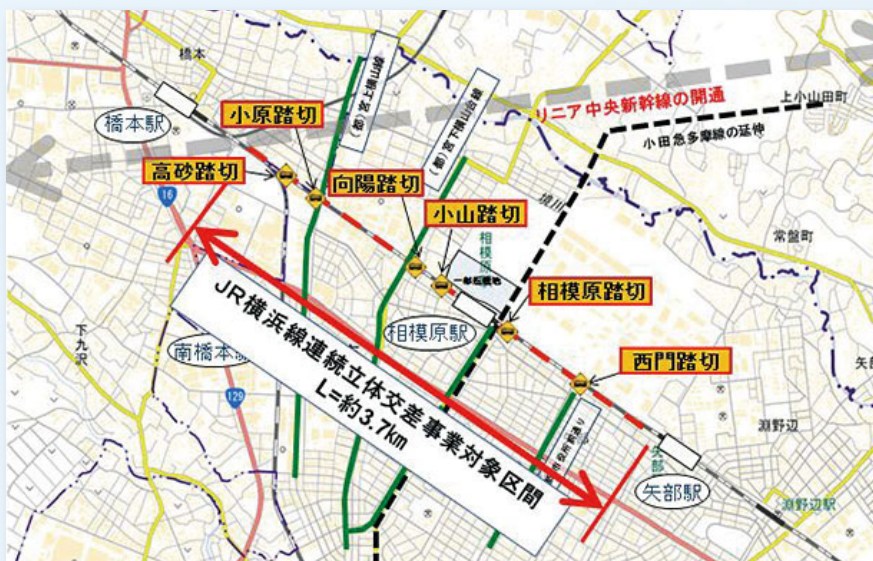 橋本
橋本駅
小原踏切
(都)宮上横山線
(都)宮下横山台線
リニア中央新幹線の開通
上小山田町
小田急多摩線の延伸
高砂踏切
向陽踏切
小山踏切
境川
16
相模原
常盤町
相模原踏切
下九沢
南橋本
相模原駅
西門踏切
JR横浜線連続立体交差事業対象区間
L=約3.7km
129
淵野辺
矢部
矢部駅
淵野辺駅